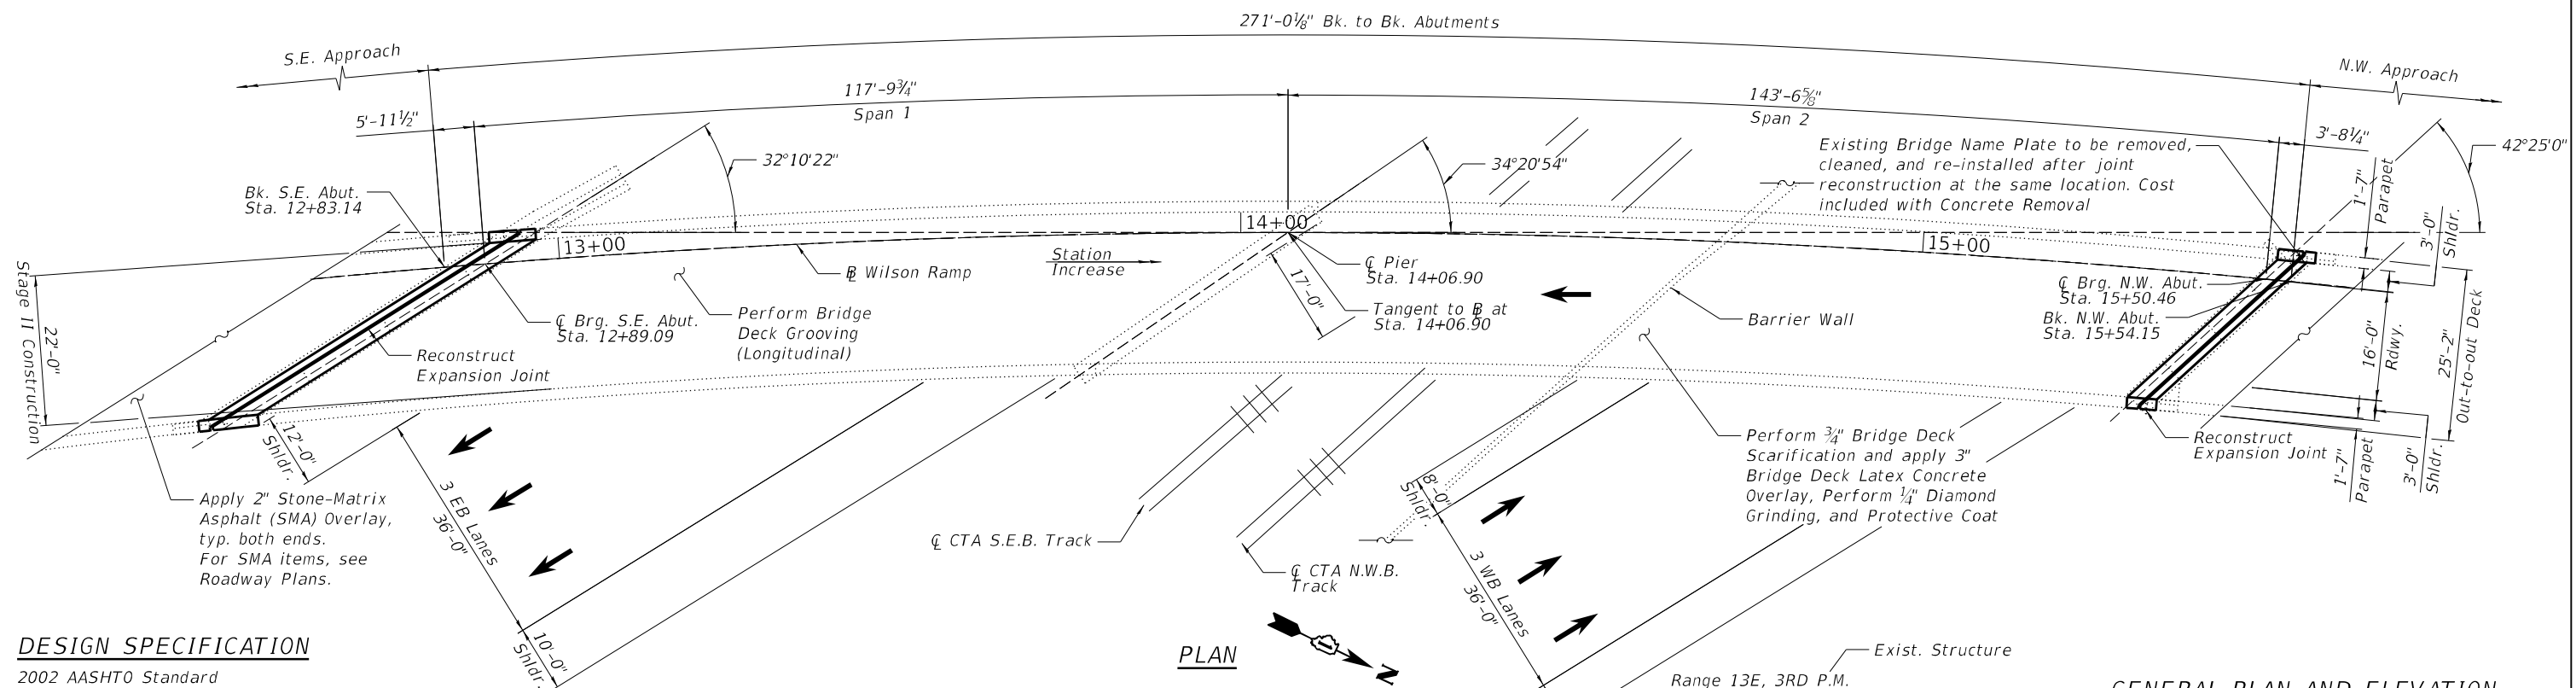 271'-0⅛" Bk. to Bk. Abutments
S.E. Approach
N.W. Approach
117'-9¾"
Span 1
143'-6⅝"
Span 2
5'-11½"
3'-8¼"
32°10'22"
34°20'54"
42°25'0"
Existing Bridge Name Plate to be removed,
cleaned, and re-installed after joint
reconstruction at the same location. Cost
included with Concrete Removal
1'-7"
Parapet
3'-0"
Shldr.
Bk. S.E. Abut.
Sta. 12+83.14
13+00
14+00
15+00
Station
Increase
℄ Wilson Ramp
℄ Pier
Sta. 14+06.90
17'-0"
Tangent to ℄ at
Sta. 14+06.90
℄ Brg. N.W. Abut.
Sta. 15+50.46
Bk. N.W. Abut.
Sta. 15+54.15
Stage II Construction
22'-0"
℄ Brg. S.E. Abut.
Sta. 12+89.09
Perform Bridge
Deck Grooving
(Longitudinal)
Barrier Wall
Reconstruct
Expansion Joint
16'-0"
Rdwy.
25'-2"
Out-to-out Deck
12'-0"
Shldr.
Apply 2" Stone-Matrix
Asphalt (SMA) Overlay,
typ. both ends.
For SMA items, see
Roadway Plans.
3 EB Lanes
36'-0"
10'-0"
Shldr.
℄ CTA S.E.B. Track
℄ CTA N.W.B.
Track
8'-0"
Shldr.
3 WB Lanes
36'-0"
Perform ¾" Bridge Deck
Scarification and apply 3"
Bridge Deck Latex Concrete
Overlay, Perform ¼" Diamond
Grinding, and Protective Coat
Reconstruct
Expansion Joint
1'-7"
Parapet
3'-0"
Shldr.
DESIGN SPECIFICATION
2002 AASHTO Standard
PLAN
N
Exist. Structure
Range 13E, 3RD P.M.
GENERAL PLAN AND ELEVATION